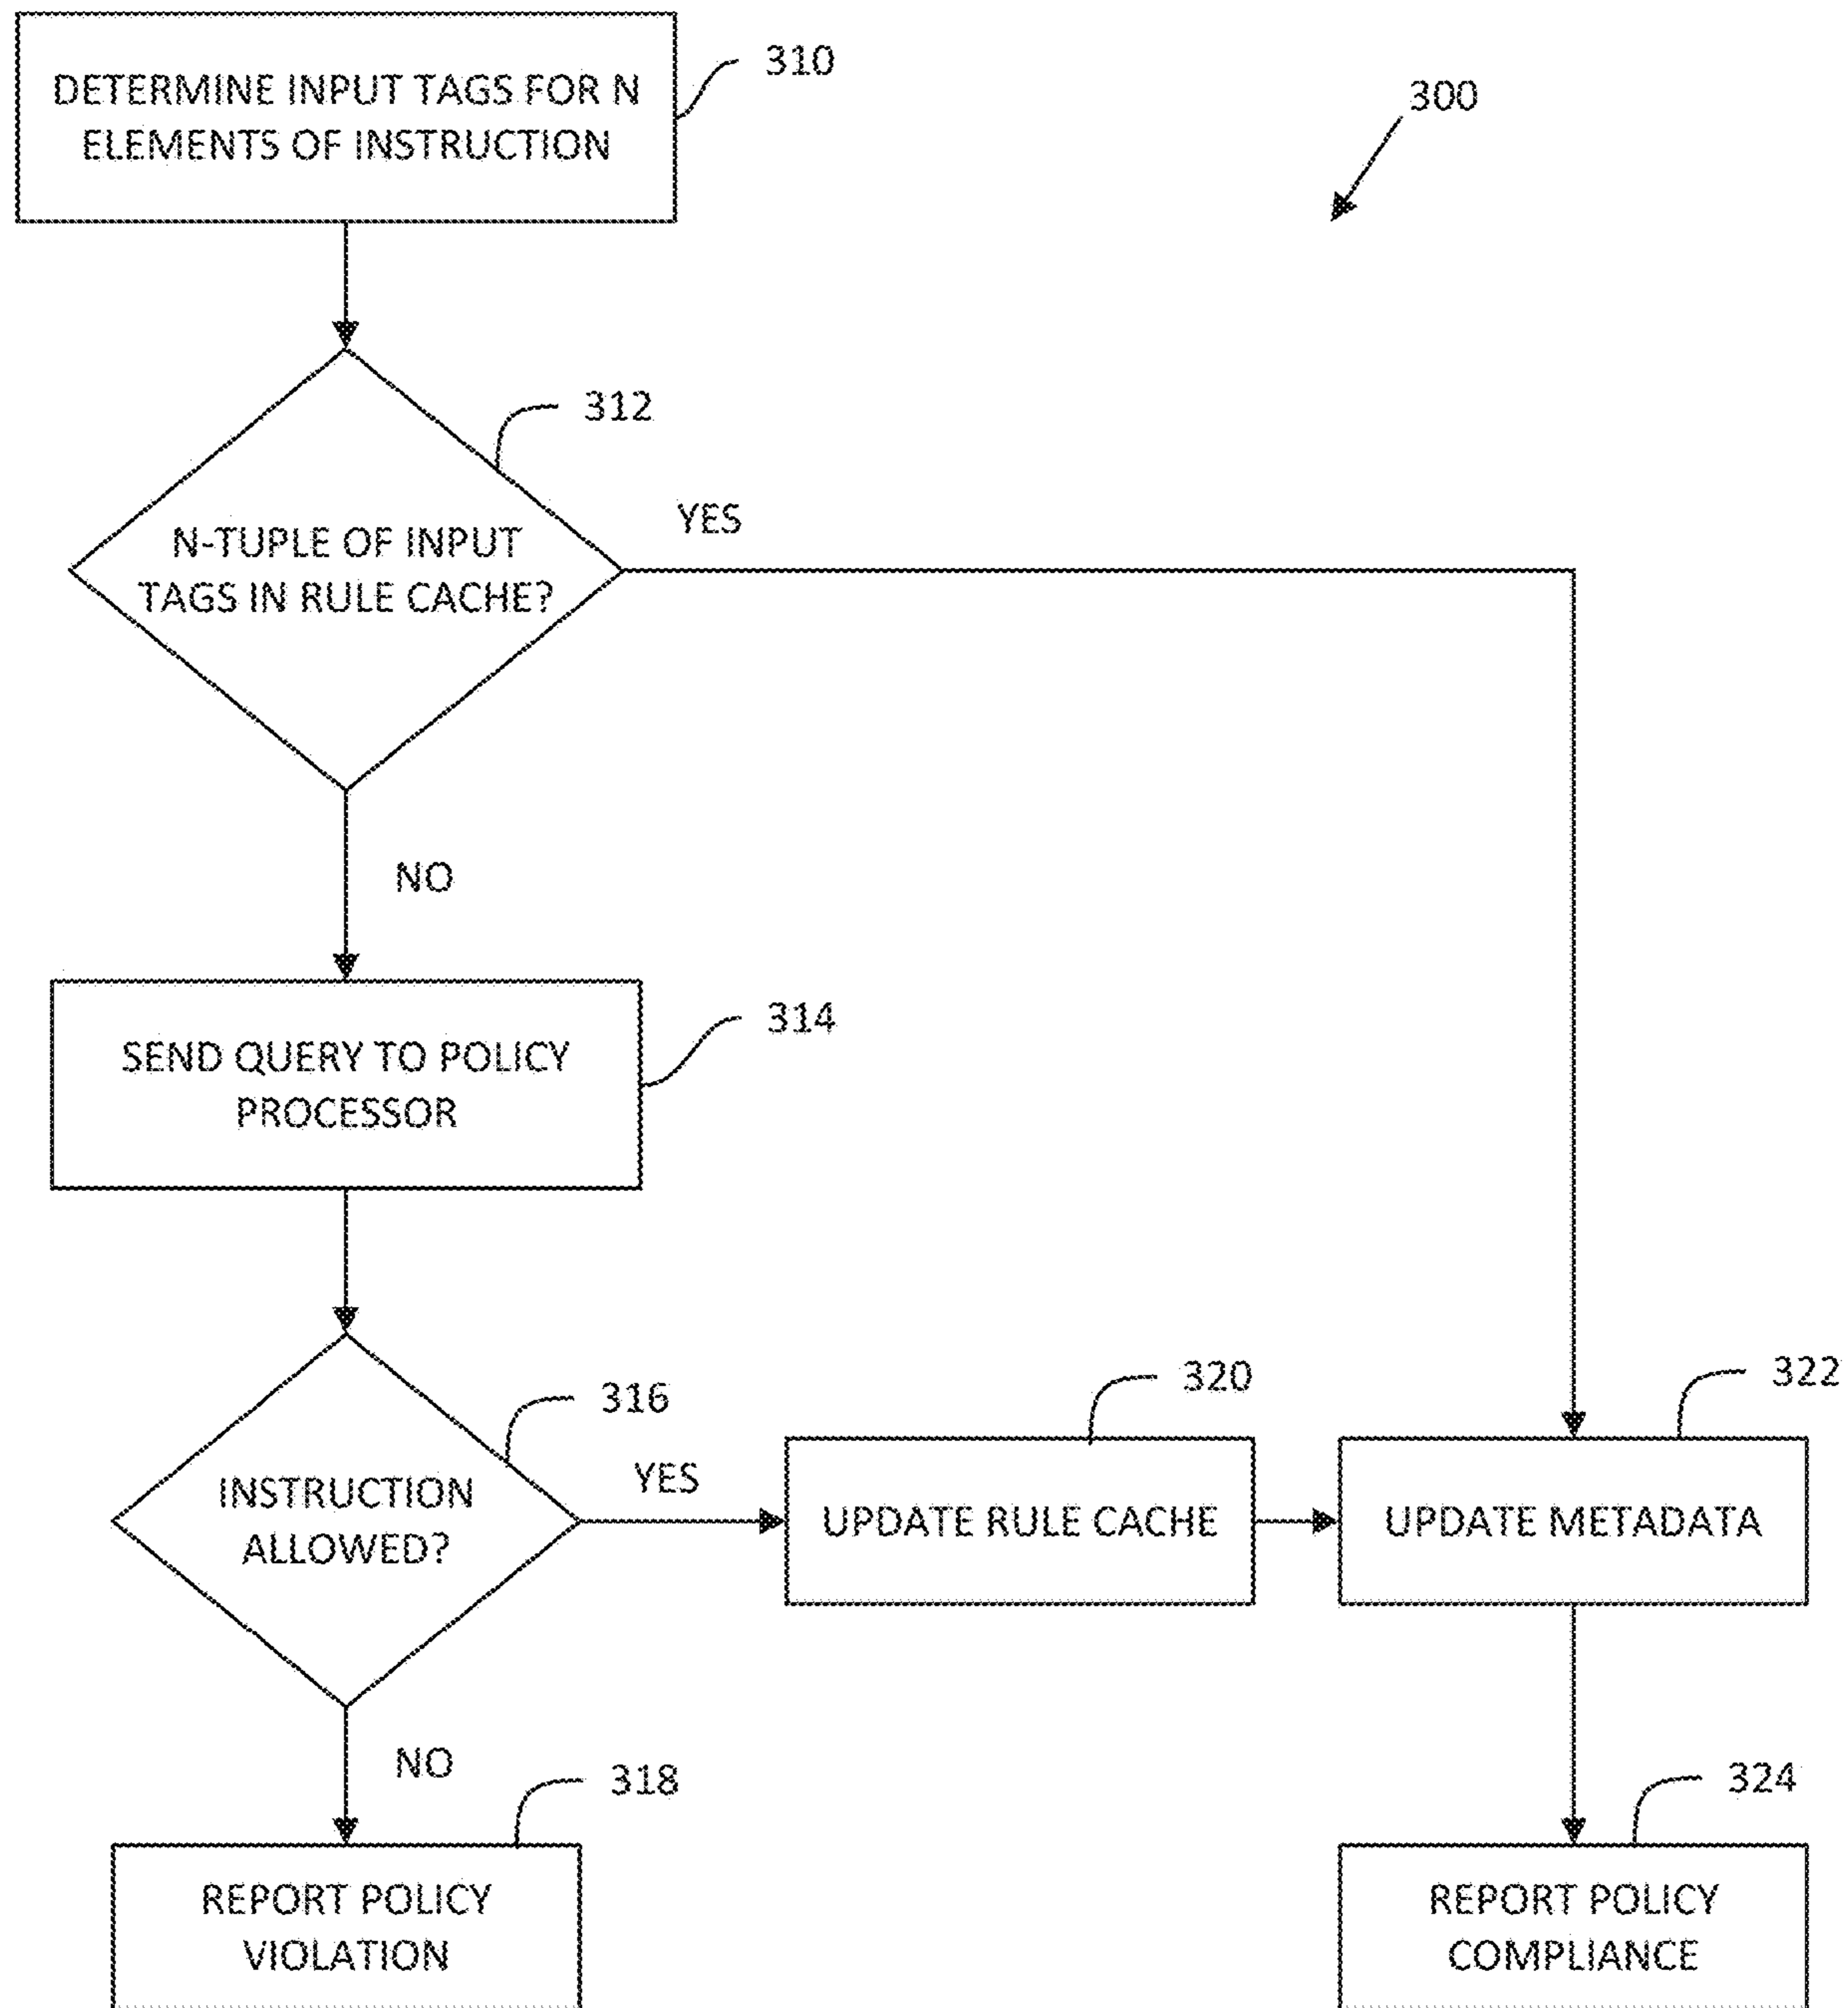 DETERMINE INPUT TAGS FOR N
ELEMENTS OF INSTRUCTION
310
300
312
N-TUPLE OF INPUT
TAGS IN RULE CACHE?
YES
NO
SEND QUERY TO POLICY
PROCESSOR
314
316
INSTRUCTION
ALLOWED?
YES
320
UPDATE RULE CACHE
322
UPDATE METADATA
NO
318
REPORT POLICY
VIOLATION
324
REPORT POLICY
COMPLIANCE